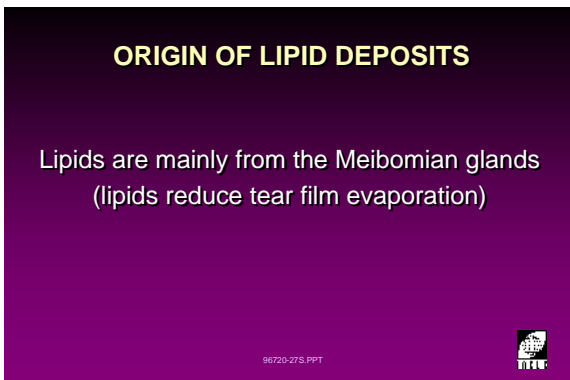 ORIGIN OF LIPID DEPOSITS
Lipids are mainly from the Meibomian glands
(lipids reduce tear film evaporation)
96720-27S.PPT